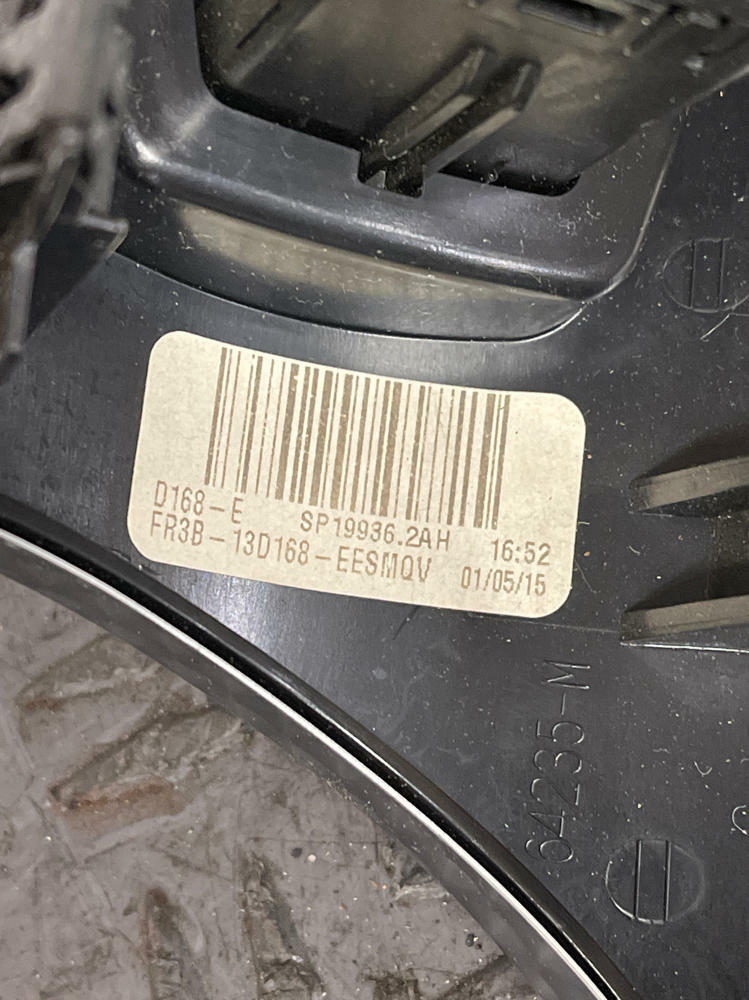 D168-E SP19936.2AH 16:52
FR3B-13D168-EESMQV 01/05/15
64235-M